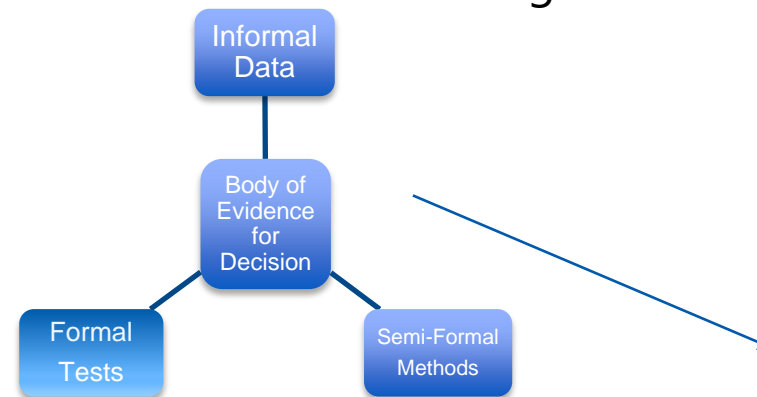 Informal
Data
Body of
Evidence
for
Decision
Formal
Tests
Semi-Formal
Methods